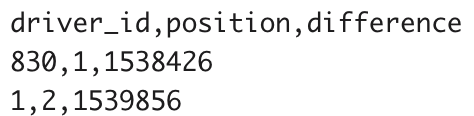 driver_id,position,difference
830,1,1538426
1,2,1539856